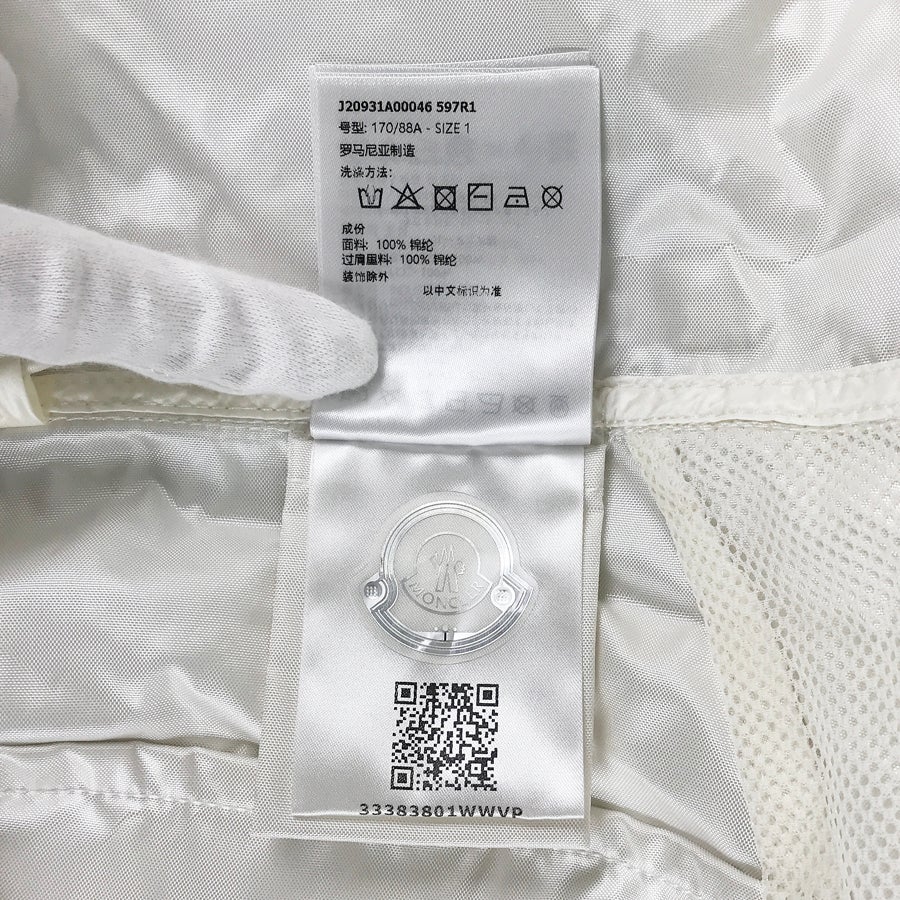 J20931A00046 597R1
号型: 170/88A - SIZE 1
罗马尼亚制造
洗涤方法:
成份
面料: 100% 锦纶
过肩里料: 100% 锦纶
装饰除外
以中文标识为准
MONCLER
33383801WWVP